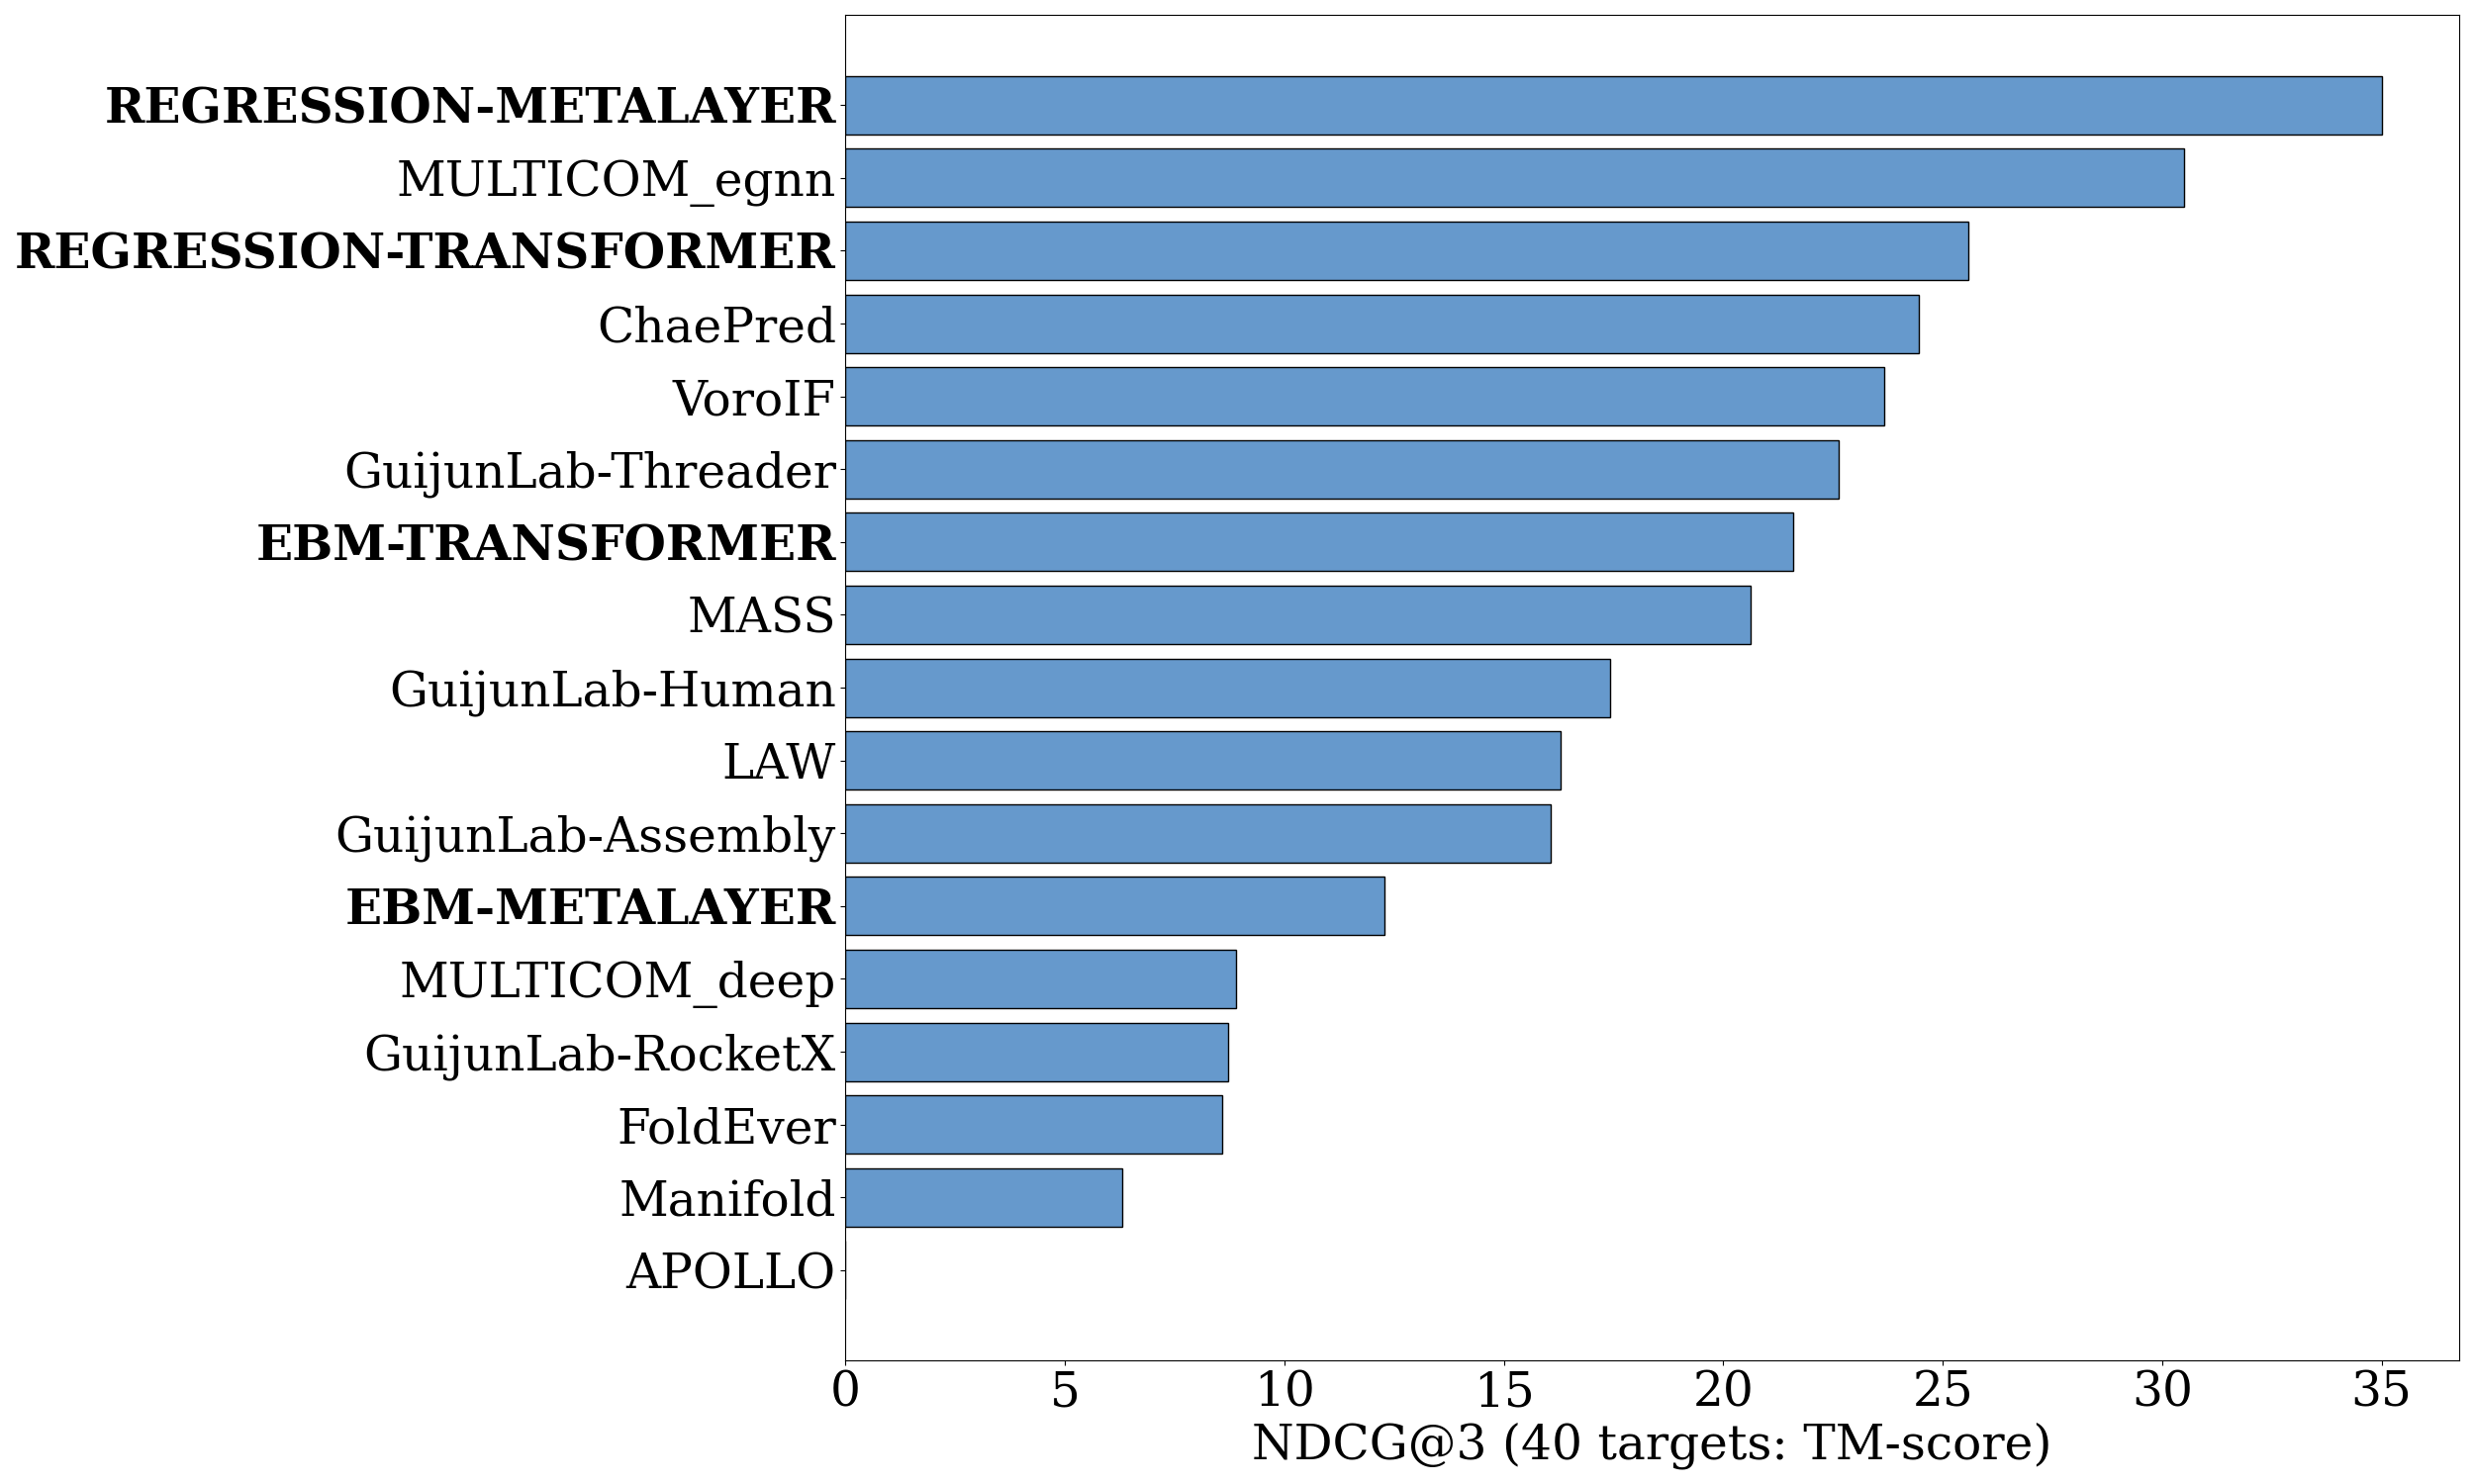 REGRESSION-METALAYER
MULTICOM_egnn
REGRESSION-TRANSFORMER
ChaePred
VoroIF
GuijunLab-Threader
EBM-TRANSFORMER
MASS
GuijunLab-Human
LAW
GuijunLab-Assembly
EBM-METALAYER
MULTICOM_deep
GuijunLab-RocketX
FoldEver
Manifold
APOLLO
0 5 10 15 20 25 30 35
NDCG@3 (40 targets: TM-score)